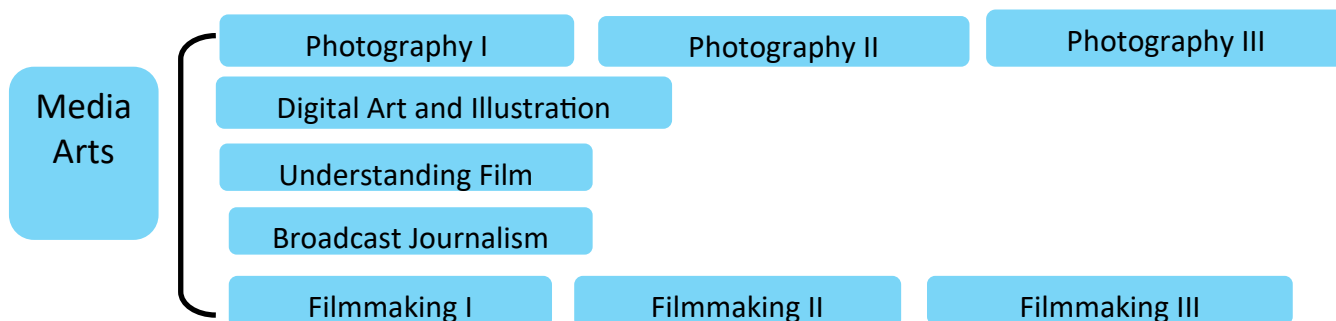 Media
Arts
Photography I
Photography II
Photography III
Digital Art and Illustration
Understanding Film
Broadcast Journalism
Filmmaking I
Filmmaking II
Filmmaking III